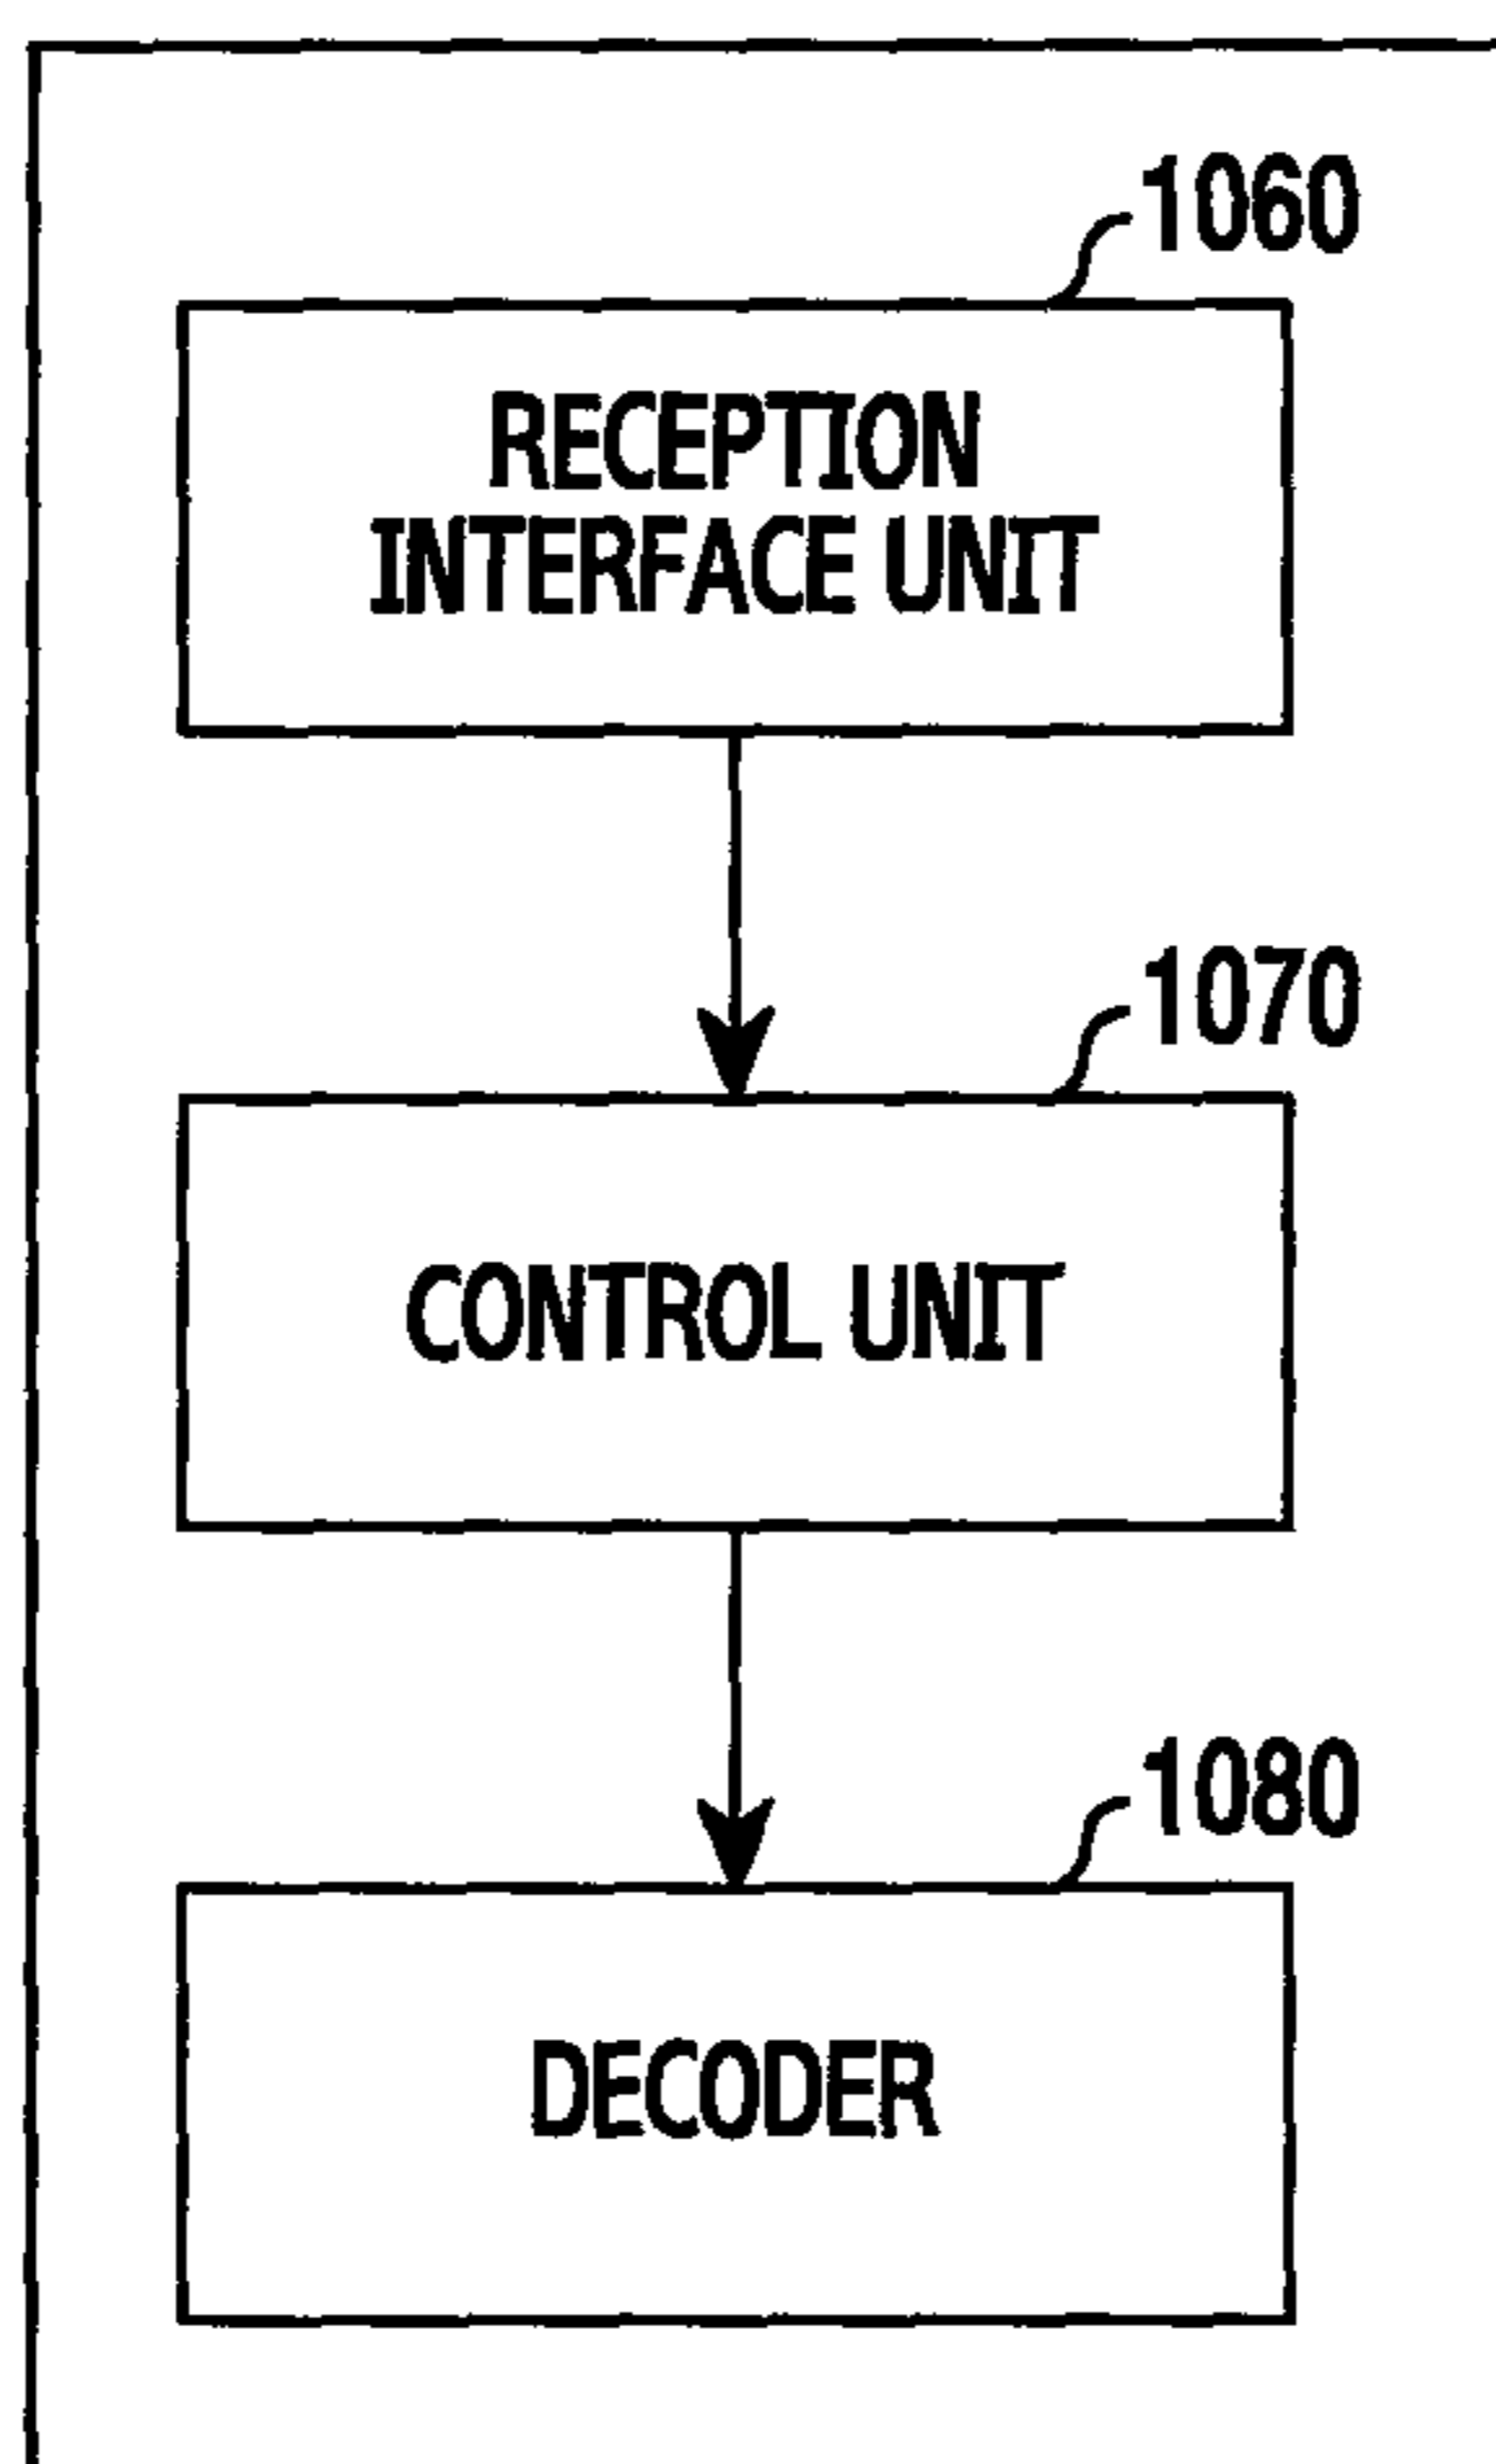 1060
RECEPTION
INTERFACE UNIT
1070
CONTROL UNIT
1080
DECODER